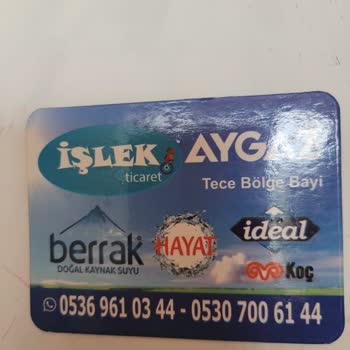 İŞLEK
ticaret
AYGAZ
Tece Bölge Bayi
berrak
DOĞAL KAYNAK SUYU
HAYAT
ideal
Koç
0536 961 03 44 - 0530 700 61 44